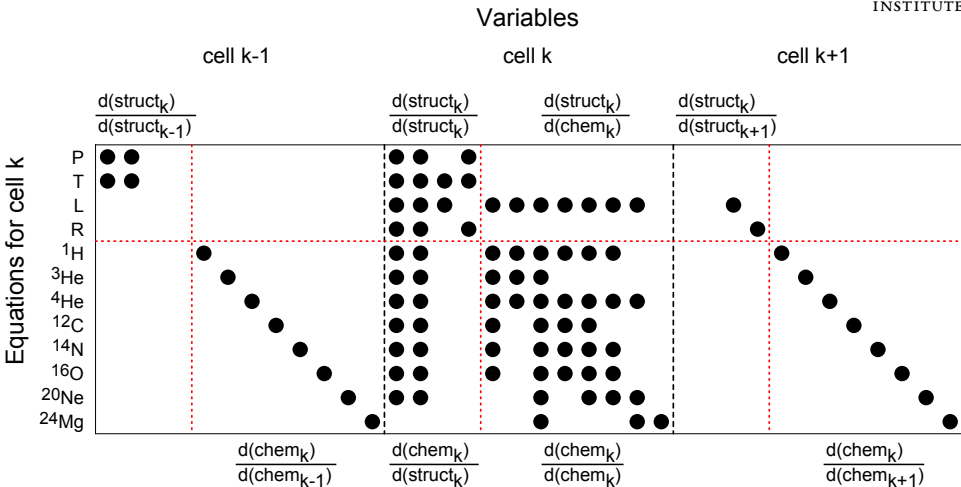 INSTITUTE
Variables
cell k-1 cell k cell k+1
d(struct_k) d(struct_k) d(struct_k) d(struct_k)
d(struct_k-1) d(struct_k) d(chem_k) d(struct_k+1)
Equations for cell k
P
T
L
R
¹H
³He
⁴He
¹²C
¹⁴N
¹⁶O
²⁰Ne
²⁴Mg
d(chem_k) d(chem_k) d(chem_k) d(chem_k)
d(chem_k-1) d(struct_k) d(chem_k) d(chem_k+1)